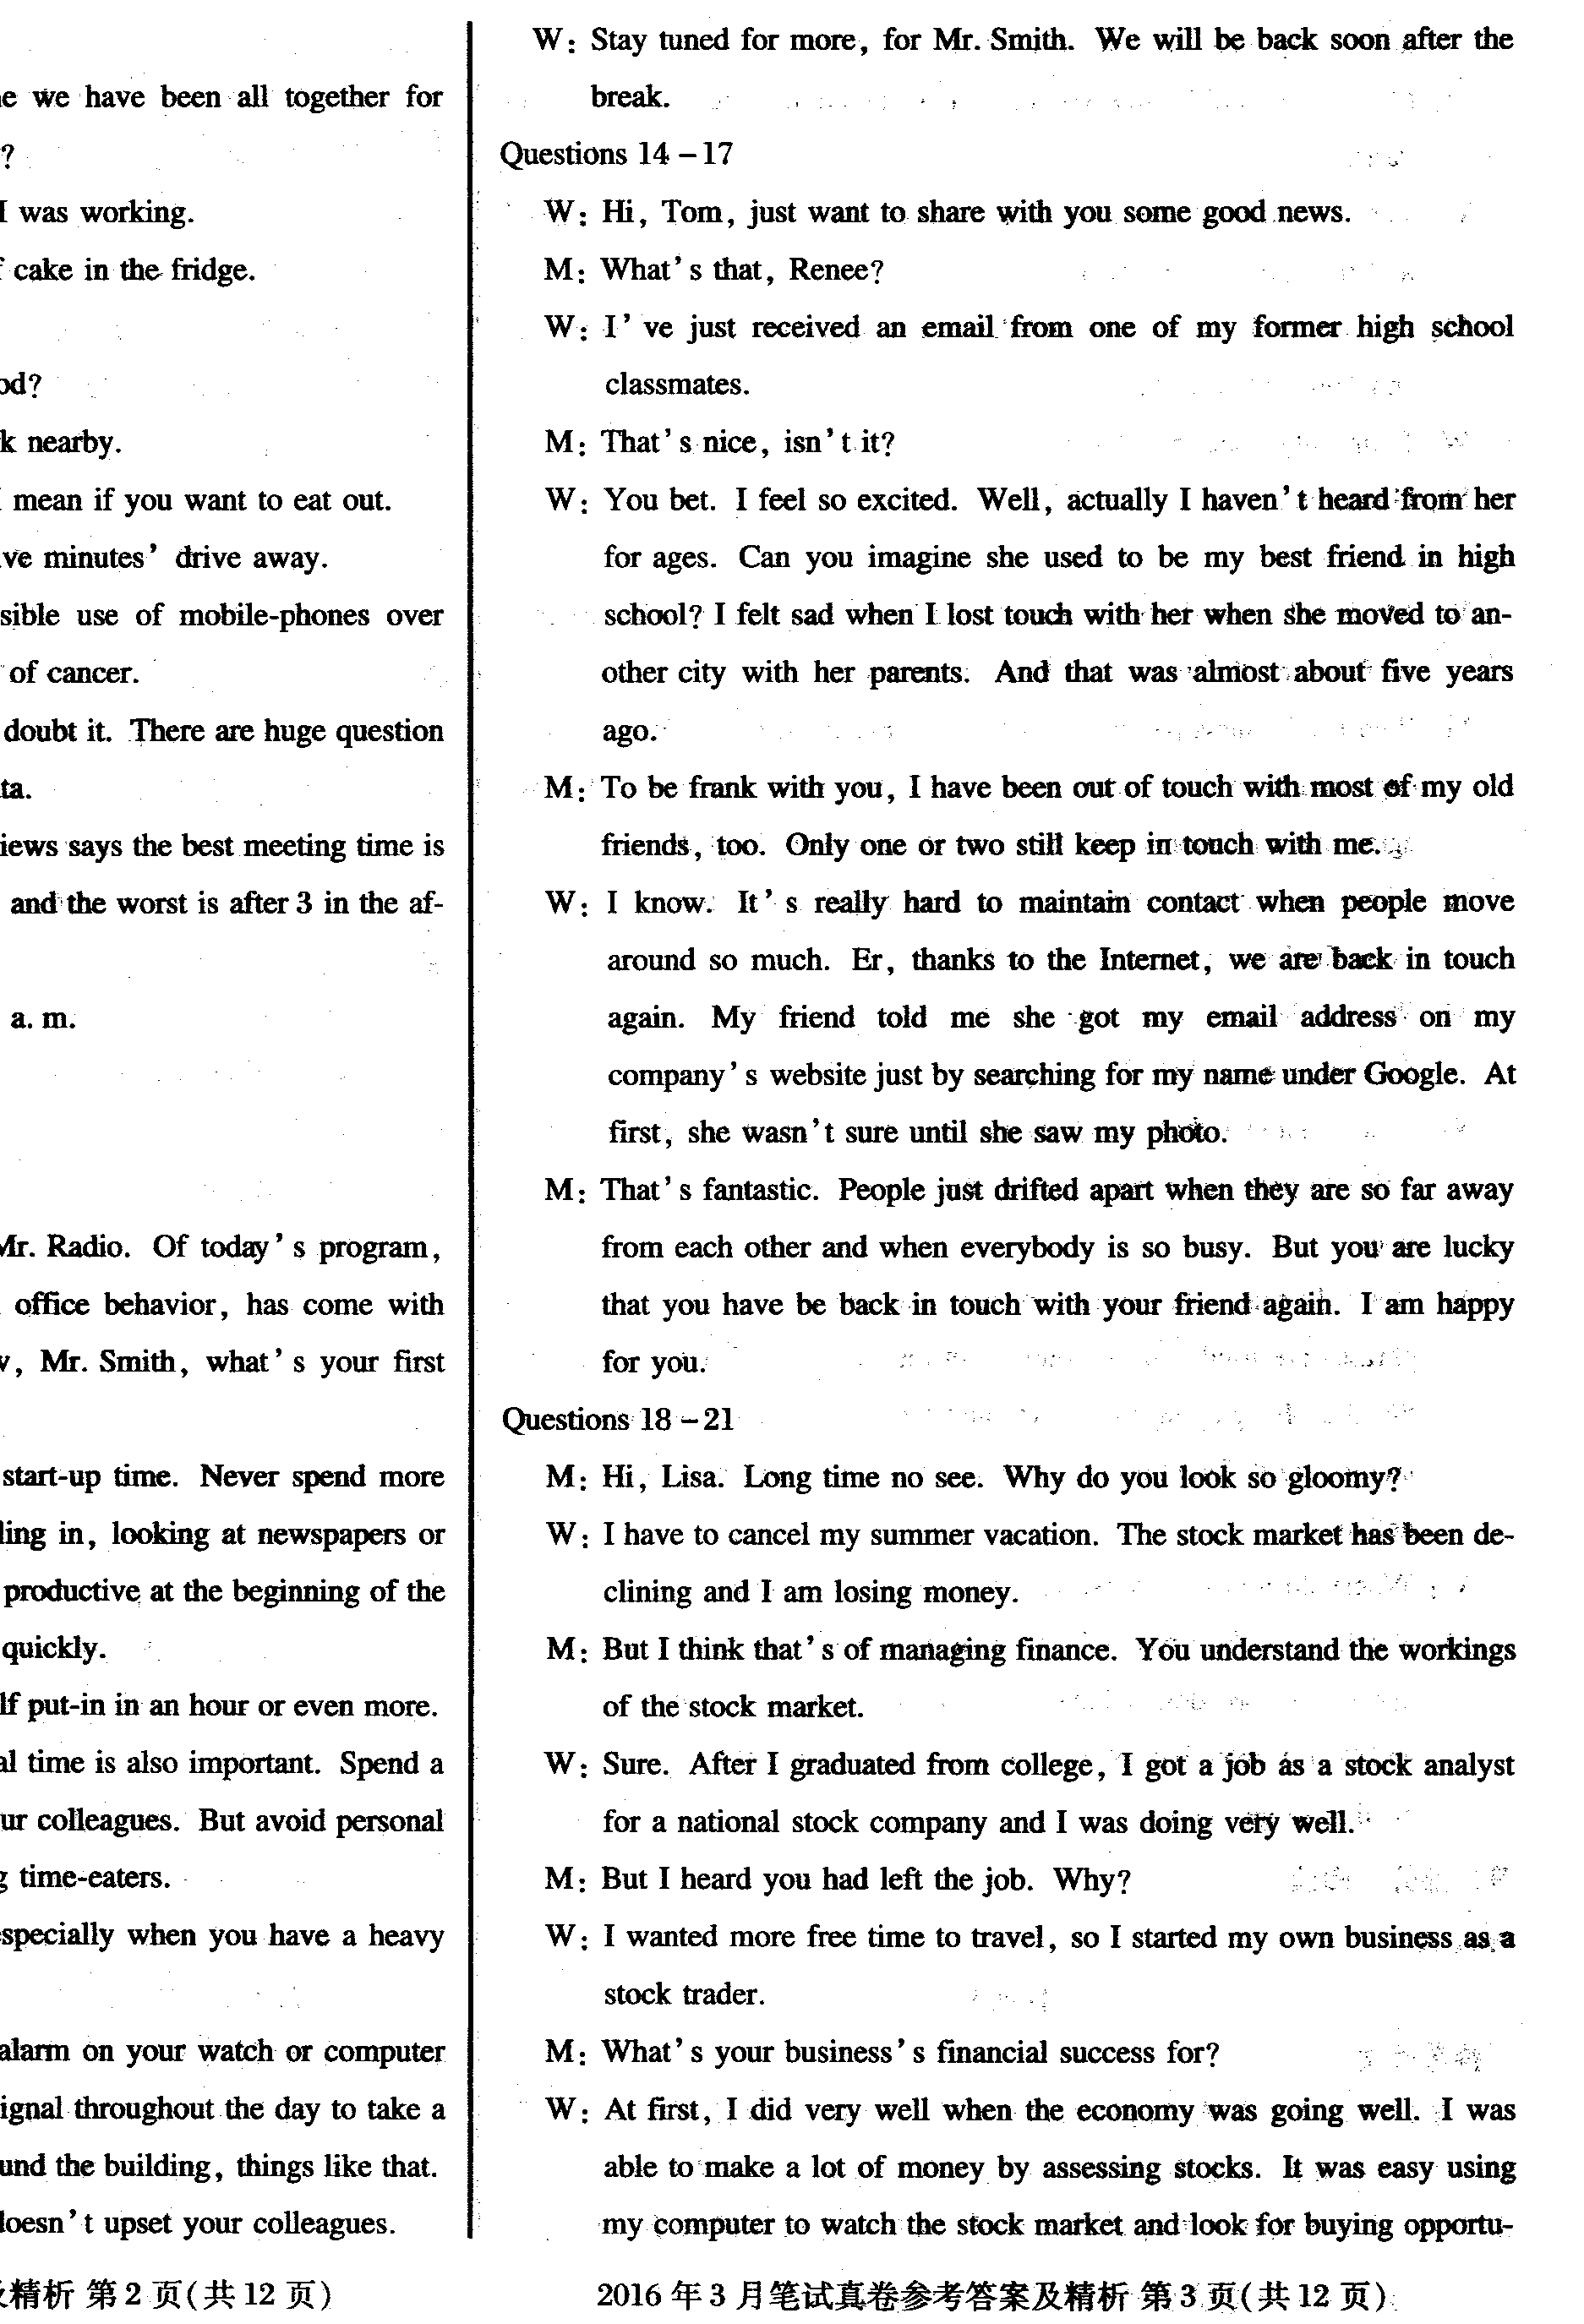 e we have been all together for
?
I was working.
cake in the fridge.
od?
k nearby.
mean if you want to eat out.
ve minutes' drive away.
sible use of mobile-phones over
of cancer.
doubt it. There are huge question
ta.
iews says the best meeting time is
and the worst is after 3 in the af-
a. m.
Mr. Radio. Of today's program,
office behavior, has come with
, Mr. Smith, what's your first
start-up time. Never spend more
ling in, looking at newspapers or
productive at the beginning of the
quickly.
lf put-in in an hour or even more.
al time is also important. Spend a
ur colleagues. But avoid personal
g time-eaters.
specially when you have a heavy
alarm on your watch or computer
ignal throughout the day to take a
und the building, things like that.
loesn't upset your colleagues.
精析 第2页(共12页)
W: Stay tuned for more, for Mr. Smith. We will be back soon after the
break.
Questions 14-17
W: Hi, Tom, just want to share with you some good news.
M: What's that, Renee?
W: I've just received an email from one of my former high school
classmates.
M: That's nice, isn't it?
W: You bet. I feel so excited. Well, actually I haven't heard from her
for ages. Can you imagine she used to be my best friend in high
school? I felt sad when I lost touch with her when she moved to an-
other city with her parents. And that was almost about five years
ago.
M: To be frank with you, I have been out of touch with most of my old
friends, too. Only one or two still keep in touch with me.
W: I know. It's really hard to maintain contact when people move
around so much. Er, thanks to the Internet, we are back in touch
again. My friend told me she got my email address on my
company's website just by searching for my name under Google. At
first, she wasn't sure until she saw my photo.
M: That's fantastic. People just drifted apart when they are so far away
from each other and when everybody is so busy. But you are lucky
that you have be back in touch with your friend again. I am happy
for you.
Questions 18-21
M: Hi, Lisa. Long time no see. Why do you look so gloomy?
W: I have to cancel my summer vacation. The stock market has been de-
clining and I am losing money.
M: But I think that's of managing finance. You understand the workings
of the stock market.
W: Sure. After I graduated from college, I got a job as a stock analyst
for a national stock company and I was doing very well.
M: But I heard you had left the job. Why?
W: I wanted more free time to travel, so I started my own business as a
stock trader.
M: What's your business's financial success for?
W: At first, I did very well when the economy was going well. I was
able to make a lot of money by assessing stocks. It was easy using
my computer to watch the stock market and look for buying opportu-
2016年3月笔试真卷参考答案及精析 第3页(共12页)